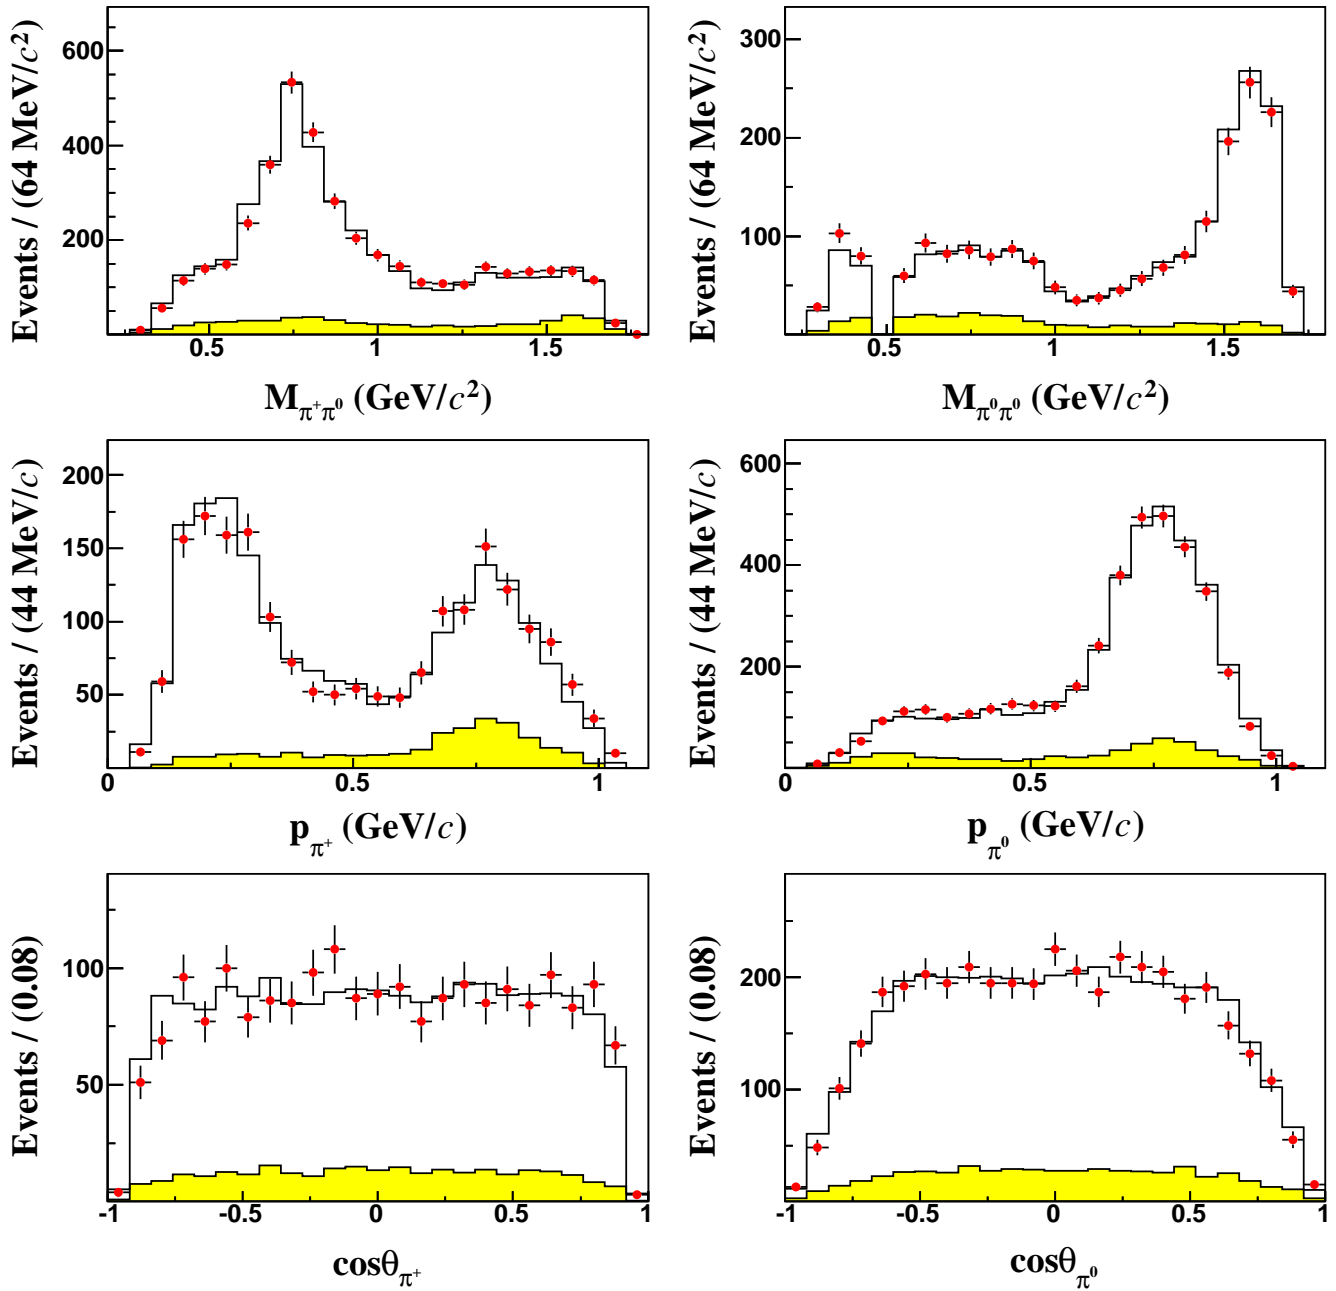 Events / (64 MeV/c²)
600
400
200
0.5 1 1.5
M_π⁺π⁰ (GeV/c²)
Events / (64 MeV/c²)
300
200
100
0.5 1 1.5
M_π⁰π⁰ (GeV/c²)
Events / (44 MeV/c)
200
150
100
50
0 0.5 1
p_π⁺ (GeV/c)
Events / (44 MeV/c)
600
400
200
0 0.5 1
p_π⁰ (GeV/c)
Events / (0.08)
100
50
-1 -0.5 0 0.5 1
cosθ_π⁺
Events / (0.08)
200
100
-1 -0.5 0 0.5 1
cosθ_π⁰